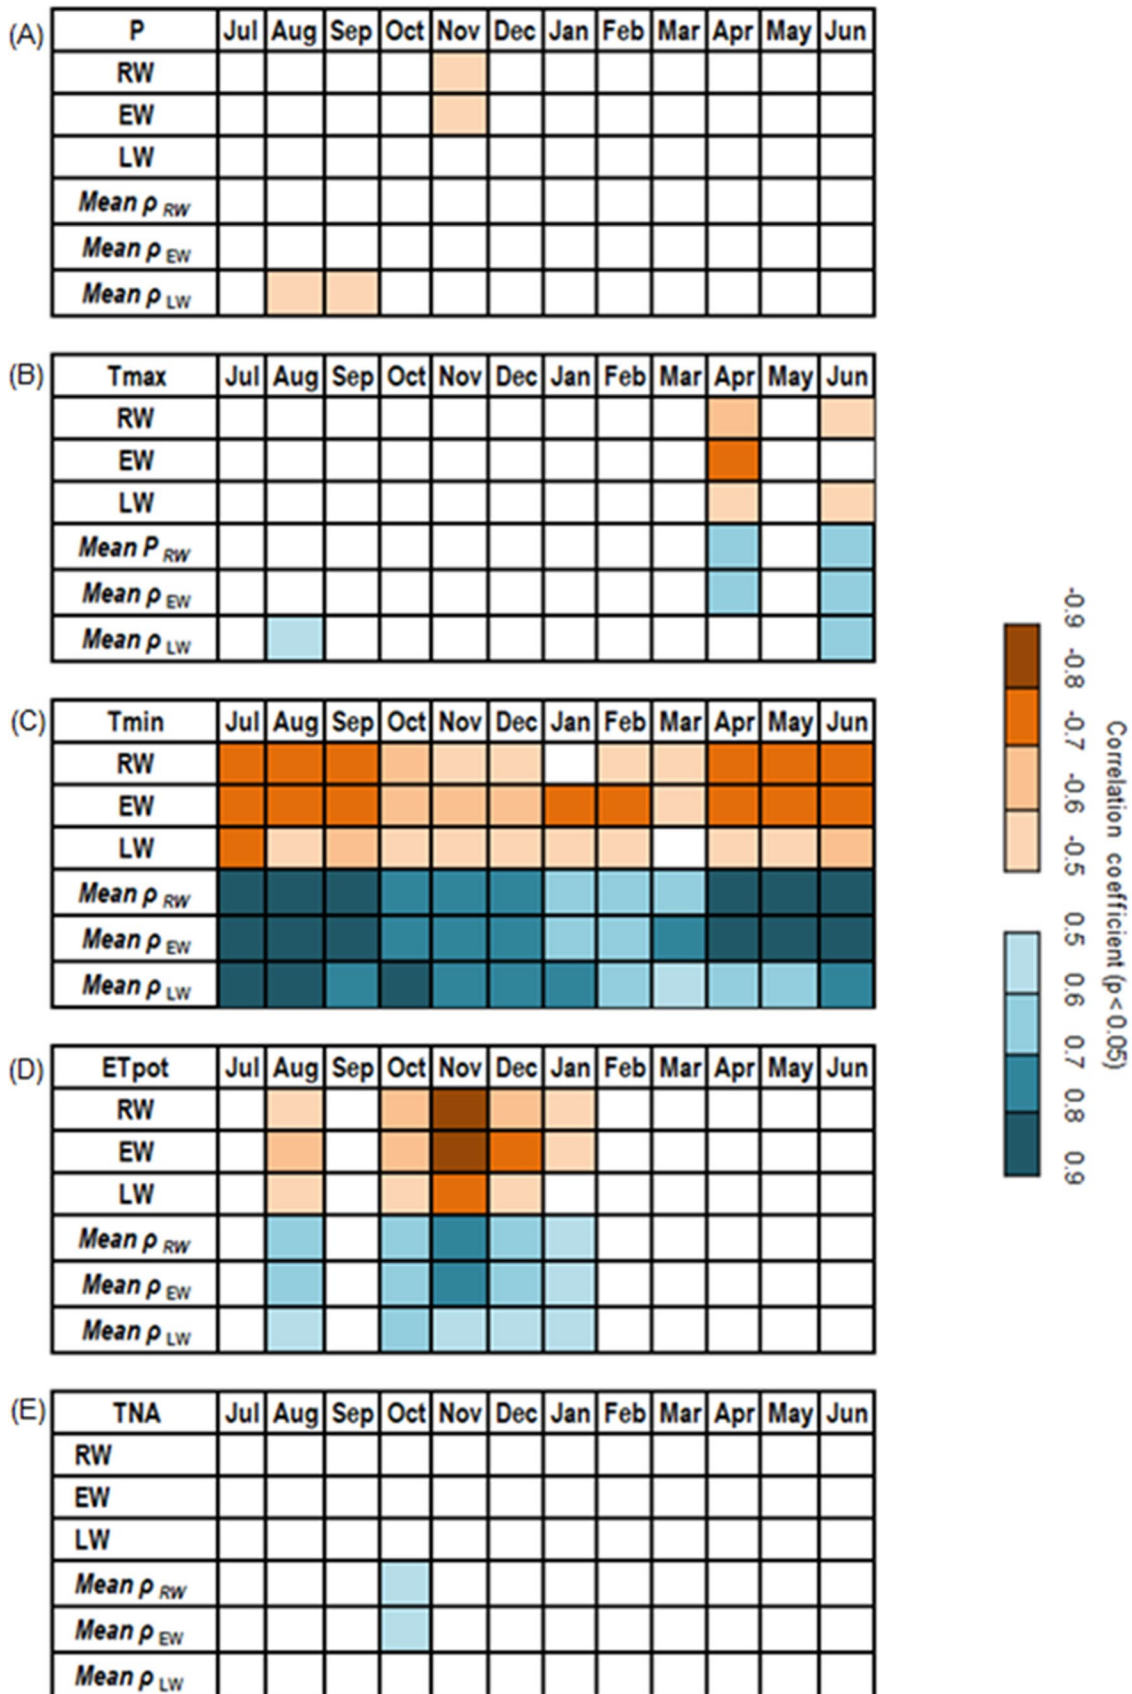 (A) P Jul Aug Sep Oct Nov Dec Jan Feb Mar Apr May Jun
RW
EW
LW
Mean ρ RW
Mean ρ EW
Mean ρ LW
(B) Tmax Jul Aug Sep Oct Nov Dec Jan Feb Mar Apr May Jun
RW
EW
LW
Mean P RW
Mean ρ EW
Mean ρ LW
(C) Tmin Jul Aug Sep Oct Nov Dec Jan Feb Mar Apr May Jun
RW
EW
LW
Mean ρ RW
Mean ρ EW
Mean ρ LW
(D) ETpot Jul Aug Sep Oct Nov Dec Jan Feb Mar Apr May Jun
RW
EW
LW
Mean ρ RW
Mean ρ EW
Mean ρ LW
(E) TNA Jul Aug Sep Oct Nov Dec Jan Feb Mar Apr May Jun
RW
EW
LW
Mean ρ RW
Mean ρ EW
Mean ρ LW
-0.9 -0.8 -0.7 -0.6 -0.5 0.5 0.6 0.7 0.8 0.9
Correlation coefficient (p<0.05)